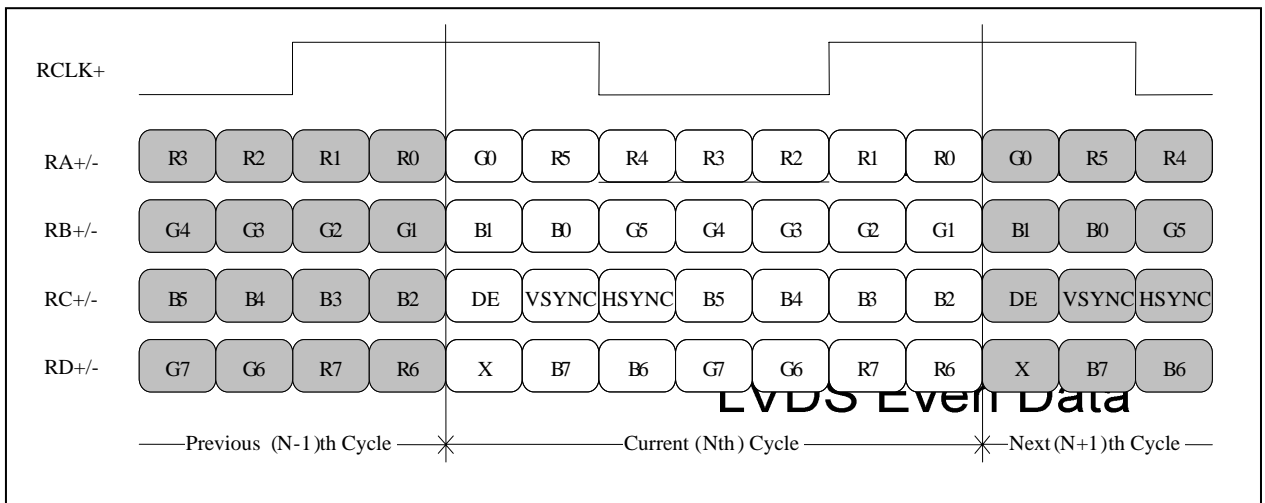 RCLK+
RA+/- R3 R2 R1 R0 G0 R5 R4 R3 R2 R1 R0 G0 R5 R4
RB+/- G4 G3 G2 G1 B1 B0 G5 G4 G3 G2 G1 B1 B0 G5
RC+/- B5 B4 B3 B2 DE VSYNC HSYNC B5 B4 B3 B2 DE VSYNC HSYNC
RD+/- G7 G6 R7 R6 X B7 B6 G7 G6 R7 R6 X B7 B6
LVDS Even Data
Previous (N-1)th Cycle Current (Nth) Cycle Next (N+1)th Cycle